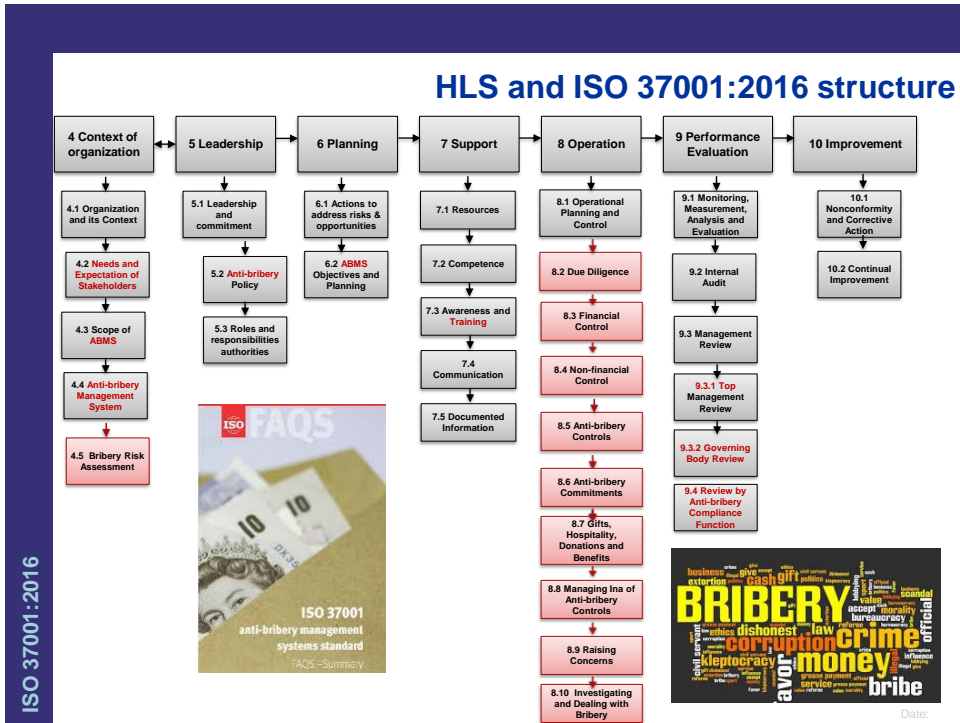 HLS and ISO 37001:2016 structure
4 Context of
organization
5 Leadership
6 Planning
7 Support
8 Operation
9 Performance
Evaluation
10 Improvement
4.1 Organization
and its Context
4.2 Needs and
Expectation of
Stakeholders
4.3 Scope of
ABMS
4.4 Anti-bribery
Management
System
4.5 Bribery Risk
Assessment
5.1 Leadership
and
commitment
5.2 Anti-bribery
Policy
5.3 Roles and
responsibilities
authorities
6.1 Actions to
address risks &
opportunities
6.2 ABMS
Objectives and
Planning
7.1 Resources
7.2 Competence
7.3 Awareness and
Training
7.4
Communication
7.5 Documented
Information
8.1 Operational
Planning and
Control
8.2 Due Diligence
8.3 Financial
Control
8.4 Non-financial
Control
8.5 Anti-bribery
Controls
8.6 Anti-bribery
Commitments
8.7 Gifts,
Hospitality,
Donations and
Benefits
8.8 Managing Ina of
Anti-bribery
Controls
8.9 Raising
Concerns
8.10 Investigating
and Dealing with
Bribery
9.1 Monitoring,
Measurement,
Analysis and
Evaluation
9.2 Internal
Audit
9.3 Management
Review
9.3.1 Top
Management
Review
9.3.2 Governing
Body Review
9.4 Review by
Anti-bribery
Compliance
Function
10.1
Nonconformity
and Corrective
Action
10.2 Continual
Improvement
ISO FAQS
10
10
DX35
ISO 37001
anti-bribery management
systems standard
FAQS – Summary
business give cash gift politics
extortion
BRIBERY
value
scandal
accept morality
bureaucracy
official
civil servant
ethics dishonest law
corruption crime
kleptocracy money
favor
service
grease payment
illegal
bribe
ISO 37001:2016
Date: